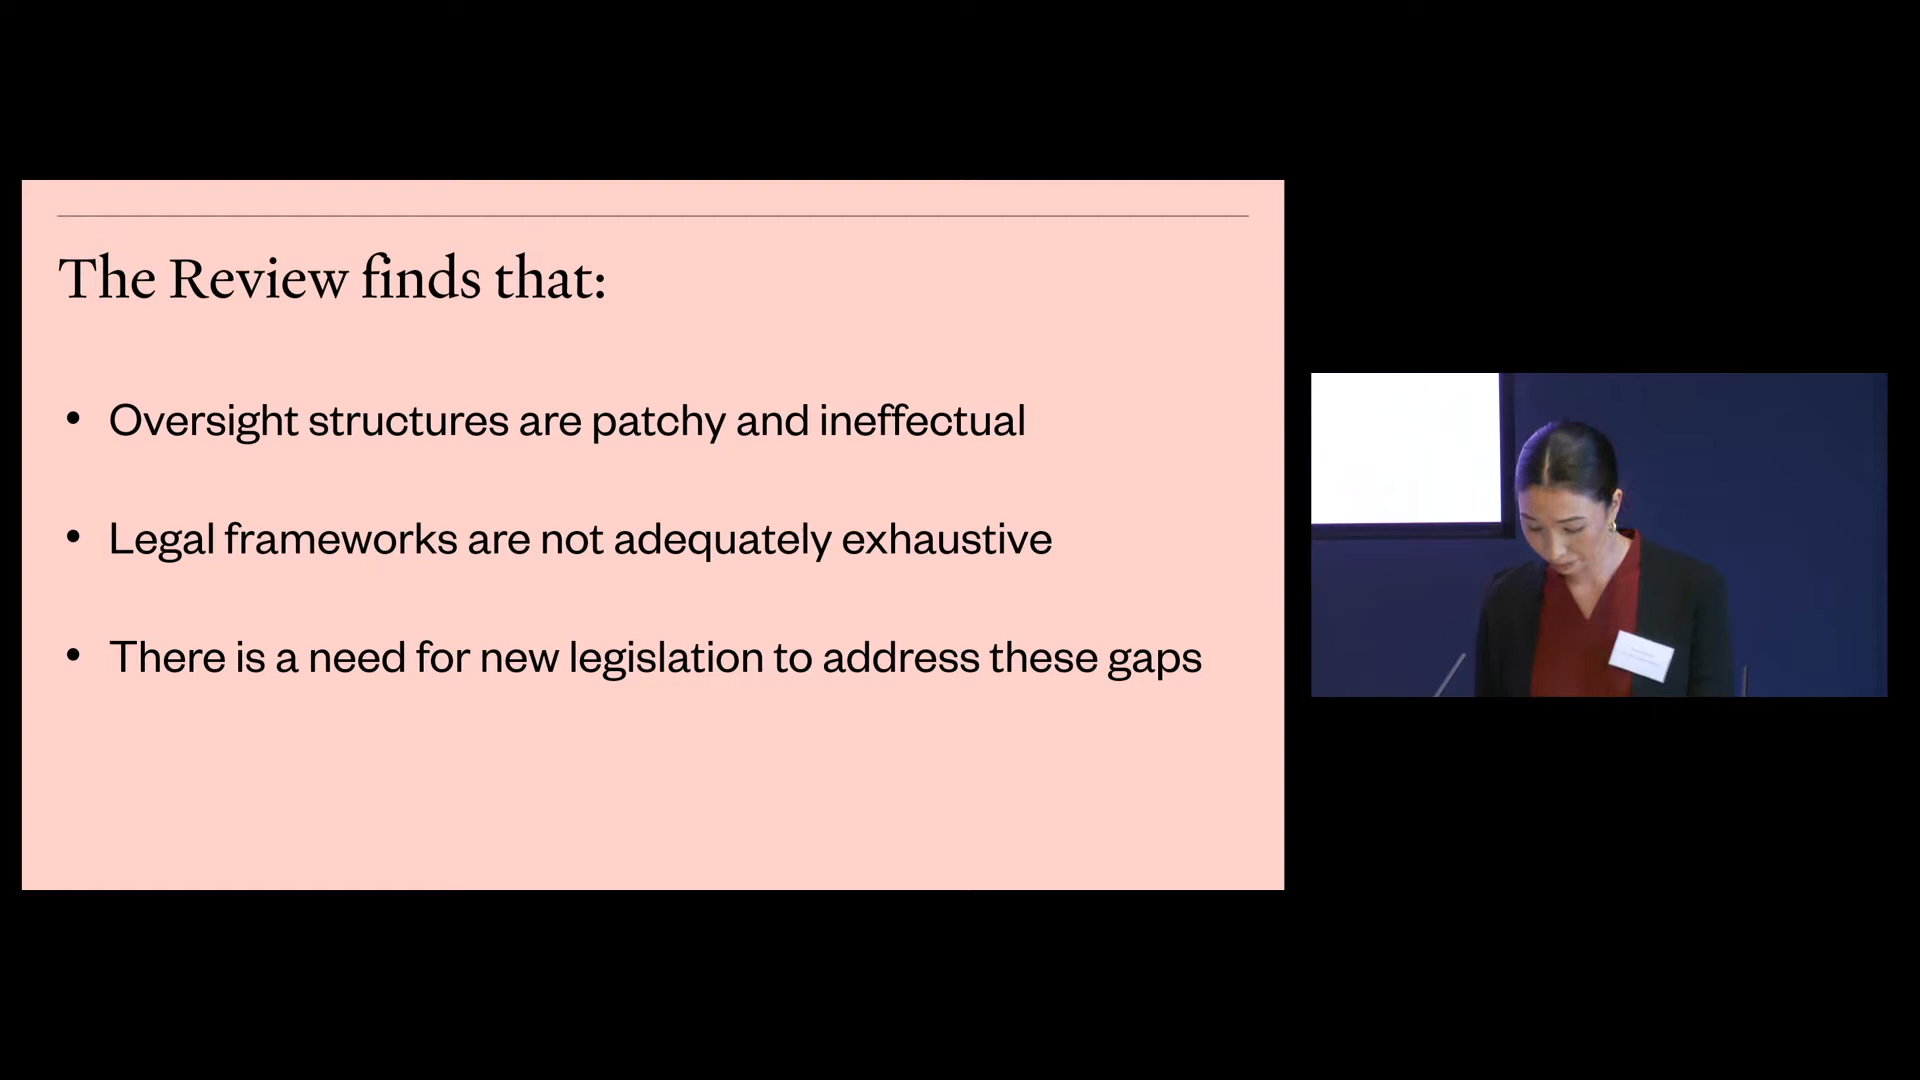 The Review finds that:
• Oversight structures are patchy and ineffectual
• Legal frameworks are not adequately exhaustive
• There is a need for new legislation to address these gaps